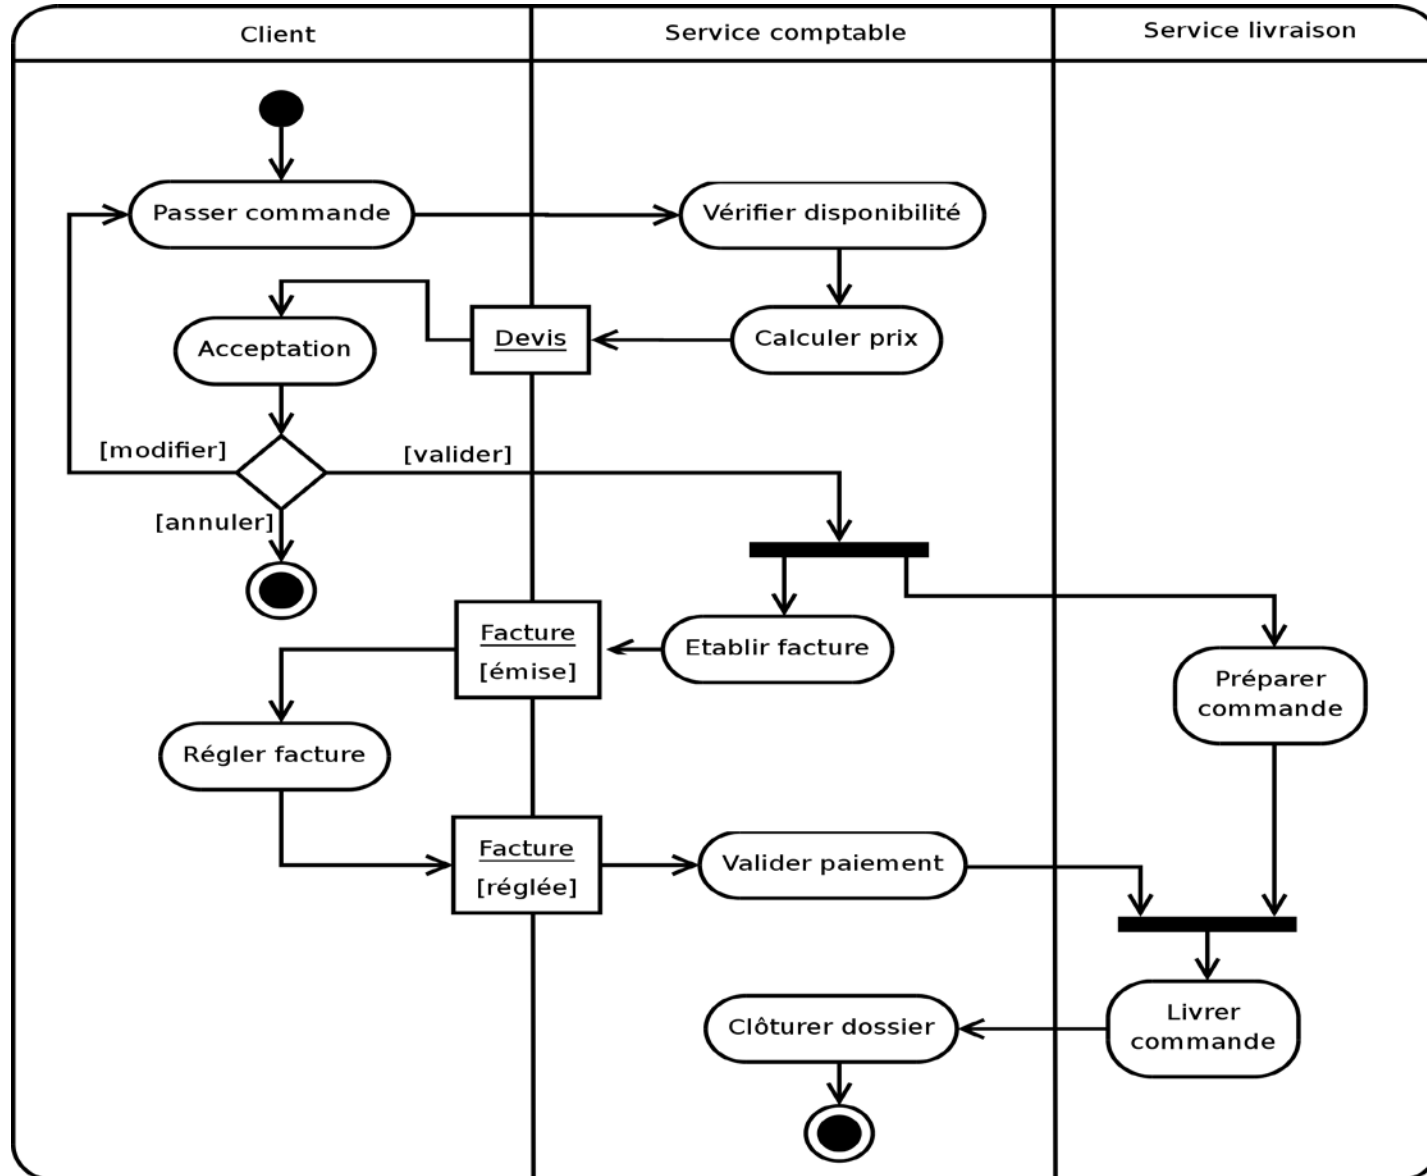 Client
Service comptable
Service livraison
Passer commande
Vérifier disponibilité
Acceptation
Devis
Calculer prix
[modifier]
[valider]
[annuler]
Facture
[émise]
Etablir facture
Préparer
commande
Régler facture
Facture
[réglée]
Valider paiement
Clôturer dossier
Livrer
commande